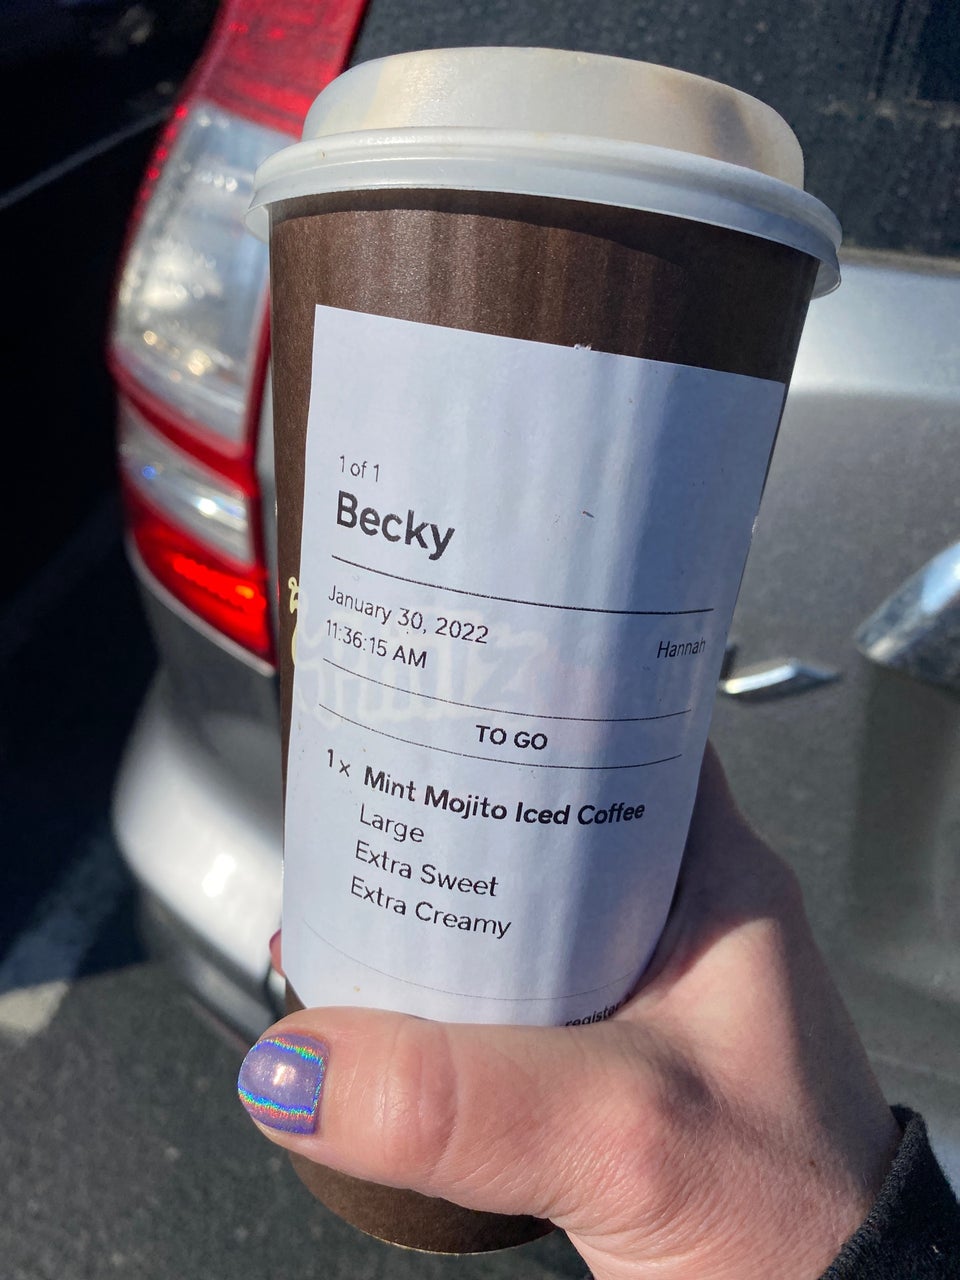 1 of 1
Becky
January 30, 2022
11:36:15 AM
Hannah
TO GO
1 x Mint Mojito Iced Coffee
Large
Extra Sweet
Extra Creamy
register